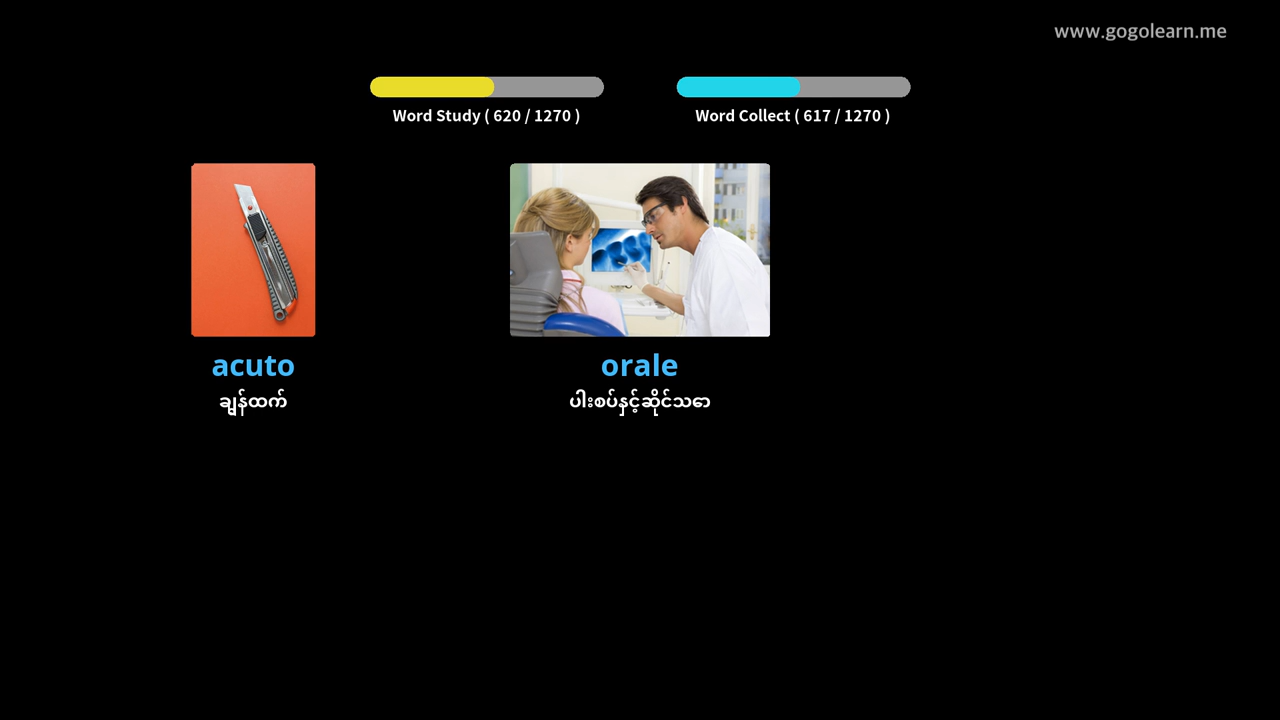 www.gogolearn.me
Word Study ( 620 / 1270 )
Word Collect ( 617 / 1270 )
acuto
ချွန်ထက်
orale
ပါးစပ်နှင့်ဆိုင်သော